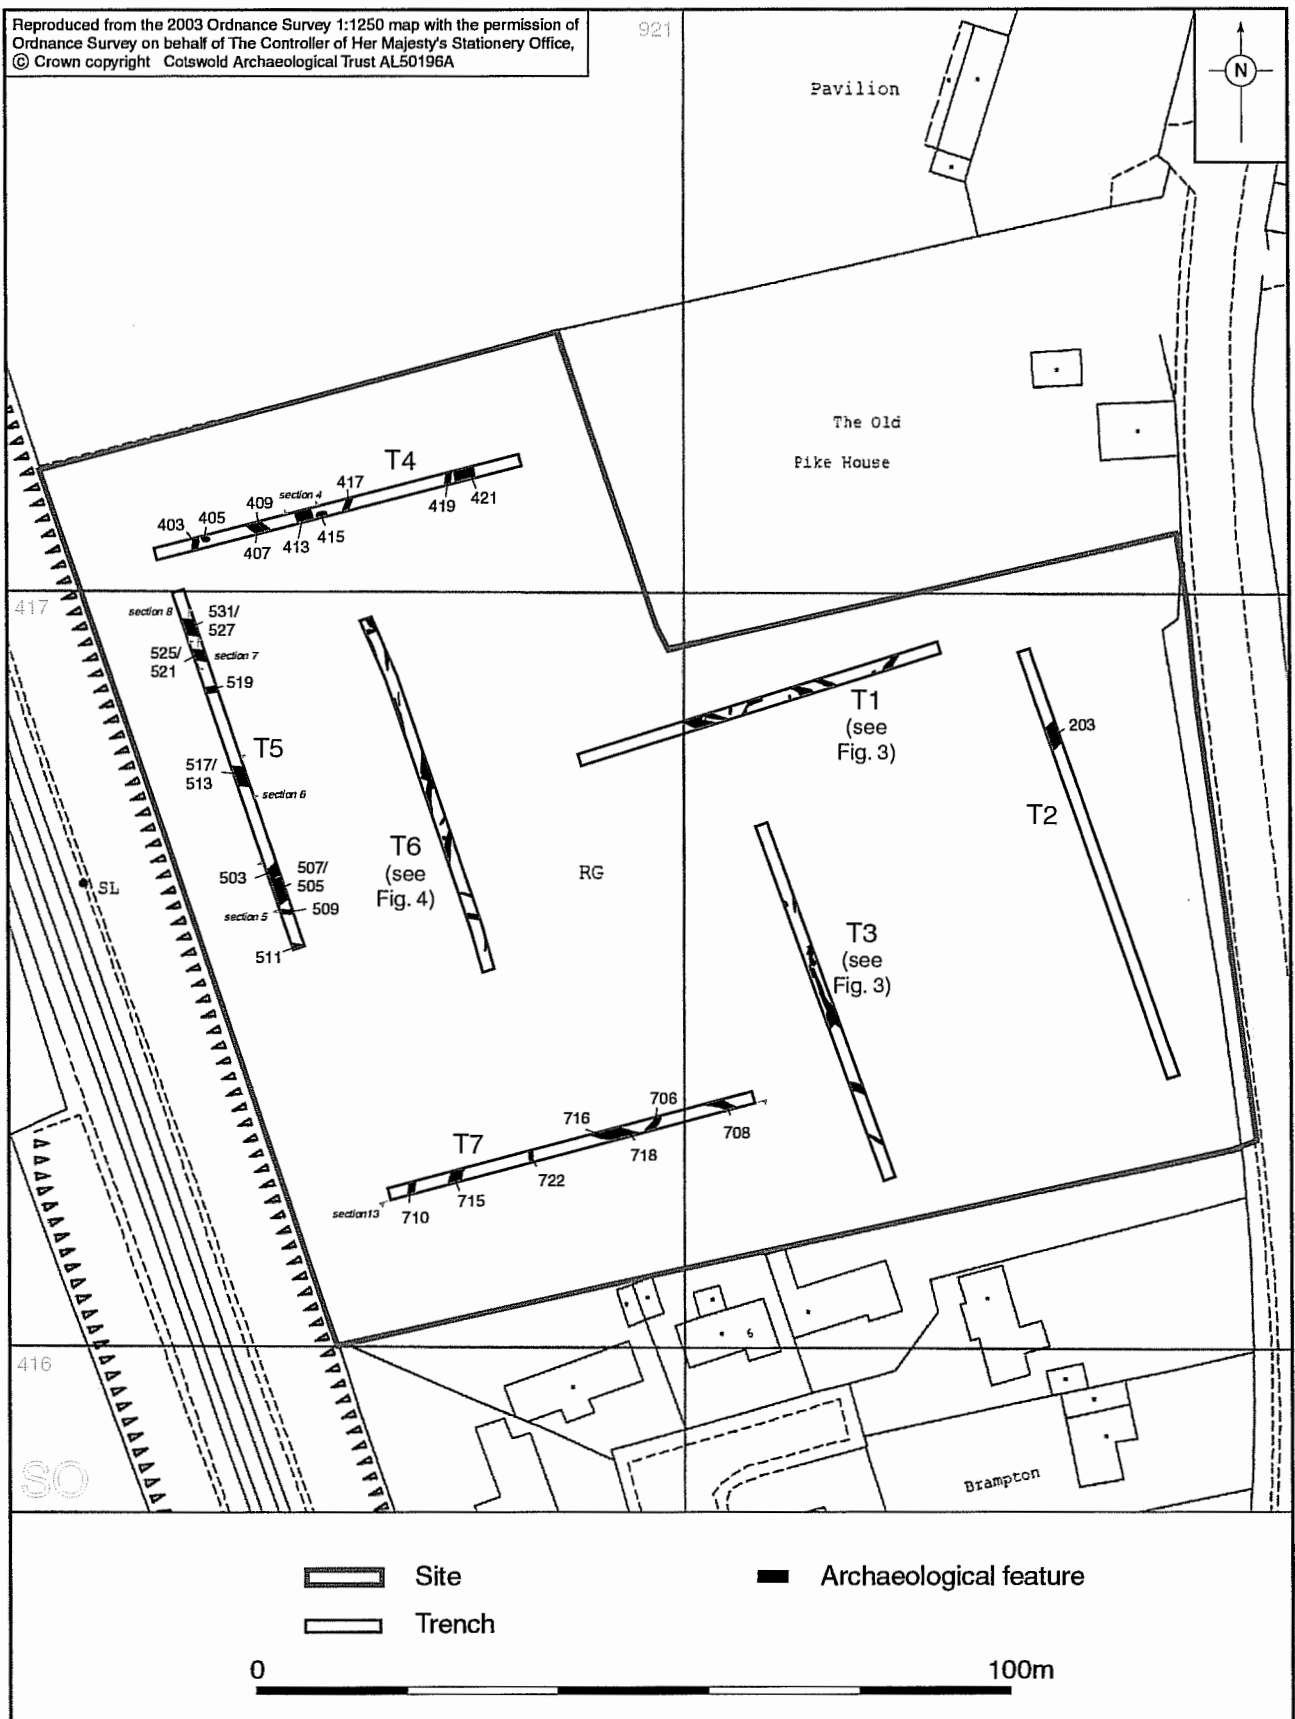 Reproduced from the 2003 Ordnance Survey 1:1250 map with the permission of
Ordnance Survey on behalf of The Controller of Her Majesty's Stationery Office,
© Crown copyright Cotswold Archaeological Trust AL50196A
921
N
Pavilion
The Old
Pike House
T4
section 4
417
409
403
405
407
413
415
419
421
417
section 8
531/
527
525/
521
section 7
519
T5
517/
513
section 6
503
507/
505
section 5
509
511
T6
(see
Fig. 4)
RG
T1
(see
Fig. 3)
203
T2
T3
(see
Fig. 3)
SL
T7
716
706
708
718
722
715
710
section13
6
416
SO
Brampton
Site
Trench
Archaeological feature
0
100m